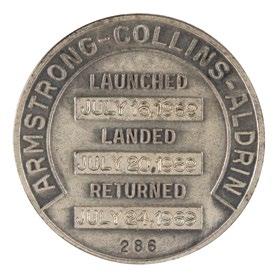 ARMSTRONG-COLLINS-ALDRIN
LAUNCHED
JULY 16, 1969
LANDED
JULY 20, 1969
RETURNED
JULY 24, 1969
286